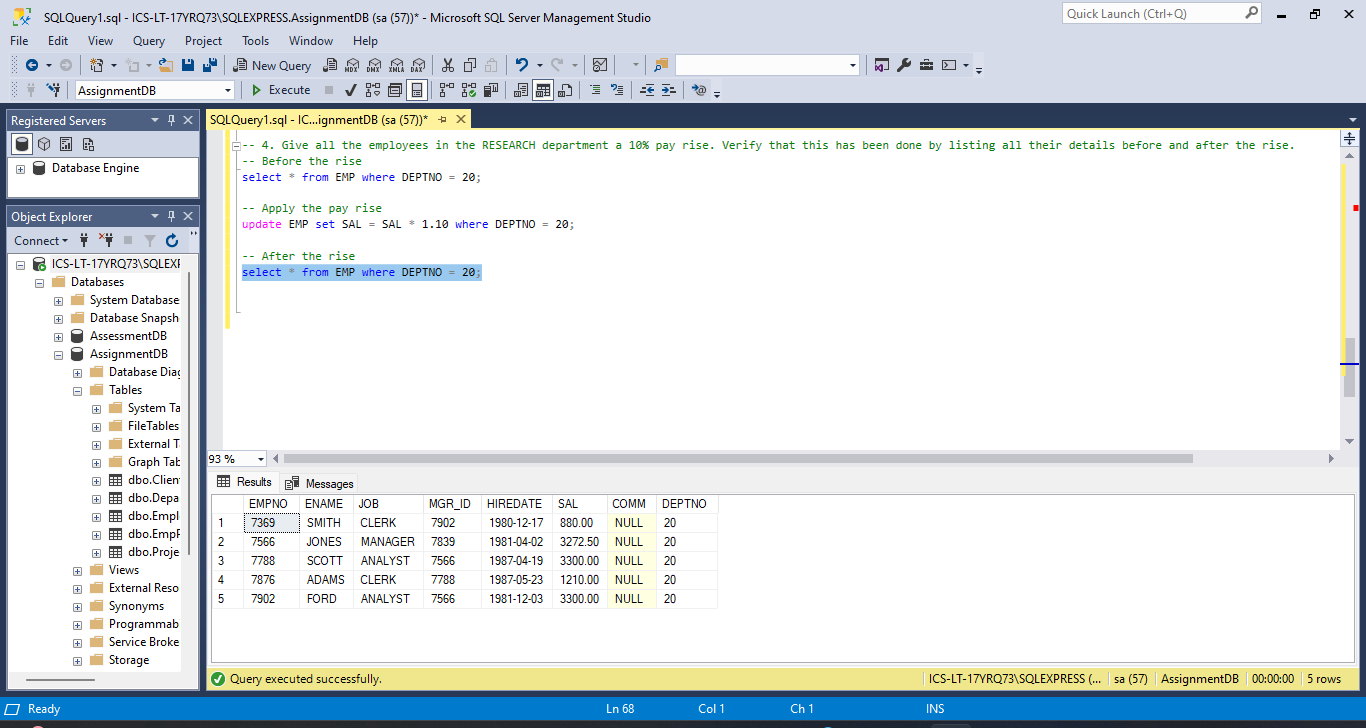 SQLQuery1.sql - ICS-LT-17YRQ73\SQLEXPRESS.AssignmentDB (sa (57))* - Microsoft SQL Server Management Studio
Quick Launch (Ctrl+Q)
File Edit View Query Project Tools Window Help
New Query MDX DMX XMLA DAX
AssignmentDB Execute
Registered Servers
Database Engine
Object Explorer
Connect
ICS-LT-17YRQ73\SQLEXF
Databases
System Database
Database Snapsh
AssessmentDB
AssignmentDB
Database Diag
Tables
System Ta
FileTables
External T
Graph Tab
dbo.Clien
dbo.Depa
dbo.Empl
dbo.EmpF
dbo.Proje
Views
External Reso
Synonyms
Programmab
Service Broke
Storage
SQLQuery1.sql - IC...ignmentDB (sa (57))*
-- 4. Give all the employees in the RESEARCH department a 10% pay rise. Verify that this has been done by listing all their details before and after the rise.
-- Before the rise
select * from EMP where DEPTNO = 20;
-- Apply the pay rise
update EMP set SAL = SAL * 1.10 where DEPTNO = 20;
-- After the rise
select * from EMP where DEPTNO = 20;
93 %
Results Messages
EMPNO ENAME JOB MGR_ID HIREDATE SAL COMM DEPTNO
1 7369 SMITH CLERK 7902 1980-12-17 880.00 NULL 20
2 7566 JONES MANAGER 7839 1981-04-02 3272.50 NULL 20
3 7788 SCOTT ANALYST 7566 1987-04-19 3300.00 NULL 20
4 7876 ADAMS CLERK 7788 1987-05-23 1210.00 NULL 20
5 7902 FORD ANALYST 7566 1981-12-03 3300.00 NULL 20
Query executed successfully. ICS-LT-17YRQ73\SQLEXPRESS (... sa (57) AssignmentDB 00:00:00 5 rows
Ready Ln 68 Col 1 Ch 1 INS